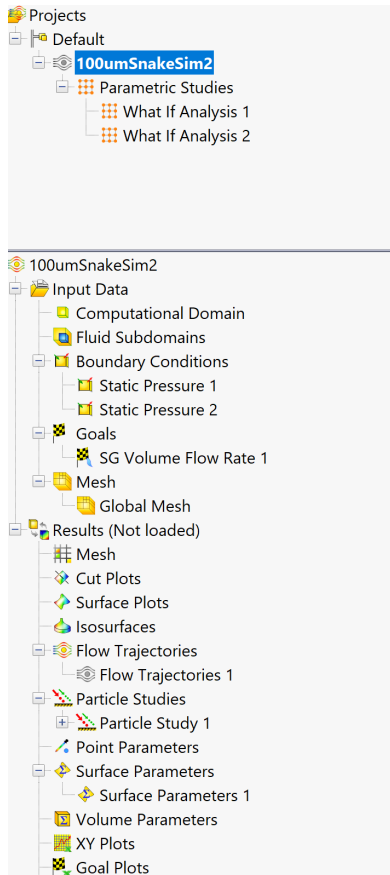 Projects
Default
100umSnakeSim2
Parametric Studies
What If Analysis 1
What If Analysis 2
100umSnakeSim2
Input Data
Computational Domain
Fluid Subdomains
Boundary Conditions
Static Pressure 1
Static Pressure 2
Goals
SG Volume Flow Rate 1
Mesh
Global Mesh
Results (Not loaded)
Mesh
Cut Plots
Surface Plots
Isosurfaces
Flow Trajectories
Flow Trajectories 1
Particle Studies
Particle Study 1
Point Parameters
Surface Parameters
Surface Parameters 1
Volume Parameters
XY Plots
Goal Plots